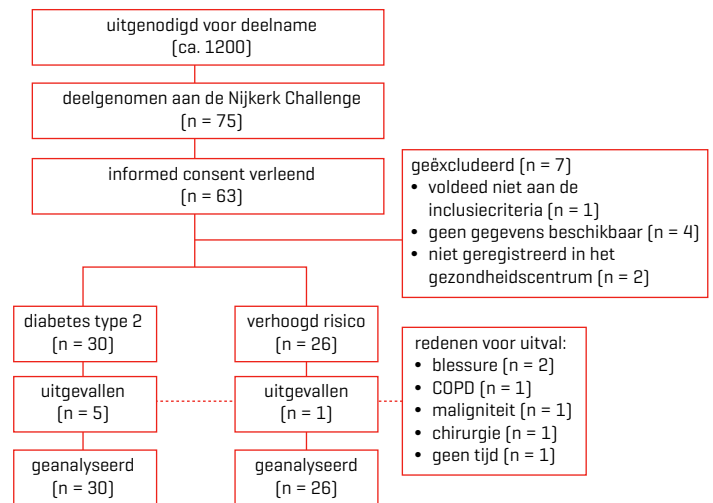 uitgenodigd voor deelname
(ca. 1200)
deelgenomen aan de Nijkerk Challenge
(n = 75)
informed consent verleend
(n = 63)
geëxcludeerd (n = 7)
• voldeed niet aan de
inclusiecriteria (n = 1)
• geen gegevens beschikbaar (n = 4)
• niet geregistreerd in het
gezondheidscentrum (n = 2)
diabetes type 2
(n = 30)
verhoogd risico
(n = 26)
uitgevallen
(n = 5)
uitgevallen
(n = 1)
redenen voor uitval:
• blessure (n = 2)
• COPD (n = 1)
• maligniteit (n = 1)
• chirurgie (n = 1)
• geen tijd (n = 1)
geanalyseerd
(n = 30)
geanalyseerd
(n = 26)